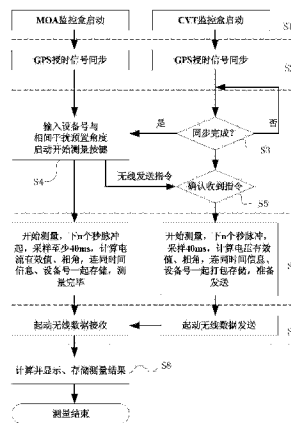 MOA监控盒启动
CVT监控盒启动
GPS授时信号同步
GPS授时信号同步
同步完成?
是
否
S3
输入设备号与
相间干扰预置角度
启动开始测量按键
S4
无线发送指令
确认收到指令
S5
开始测量,下n个秒脉冲
起,采样至少40ms,计算电
流有效值、相角,连同时间
信息、设备号一起存储,测
量完毕
开始测量,下n个秒脉冲,
采样40ms,计算电压有效
值、相角,连同时间信息、
设备号一起打包存储,准备
发送
起动无线数据接收
起动无线数据发送
计算并显示、存储测量结果
S8
测量结束